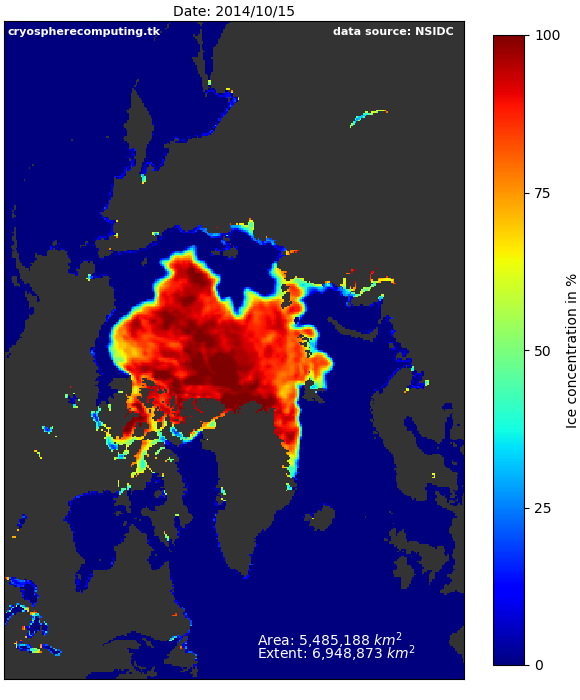 Date: 2014/10/15
cryospherecomputing.tk
data source: NSIDC
100
75
50
25
0
Ice concentration in %
Area: 5,485,188 km²
Extent: 6,948,873 km²